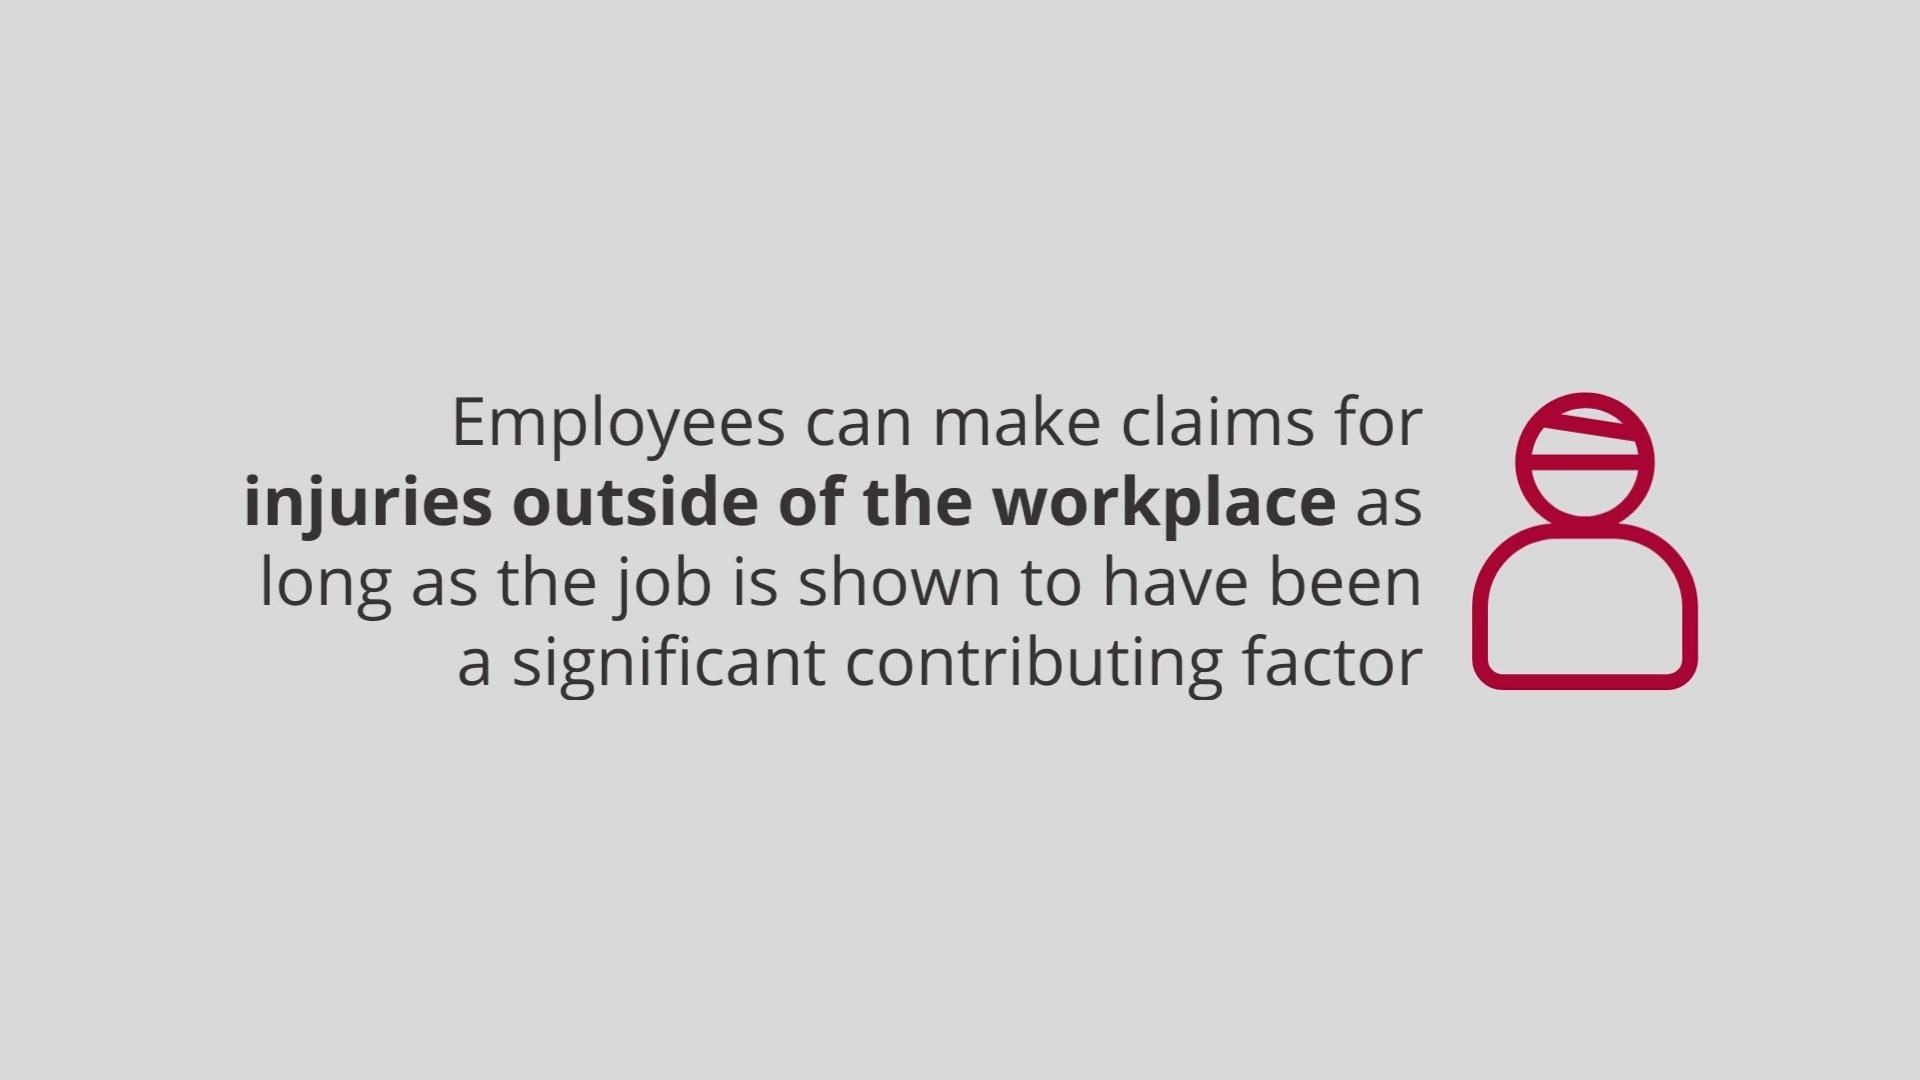 Employees can make claims for
injuries outside of the workplace as
long as the job is shown to have been
a significant contributing factor